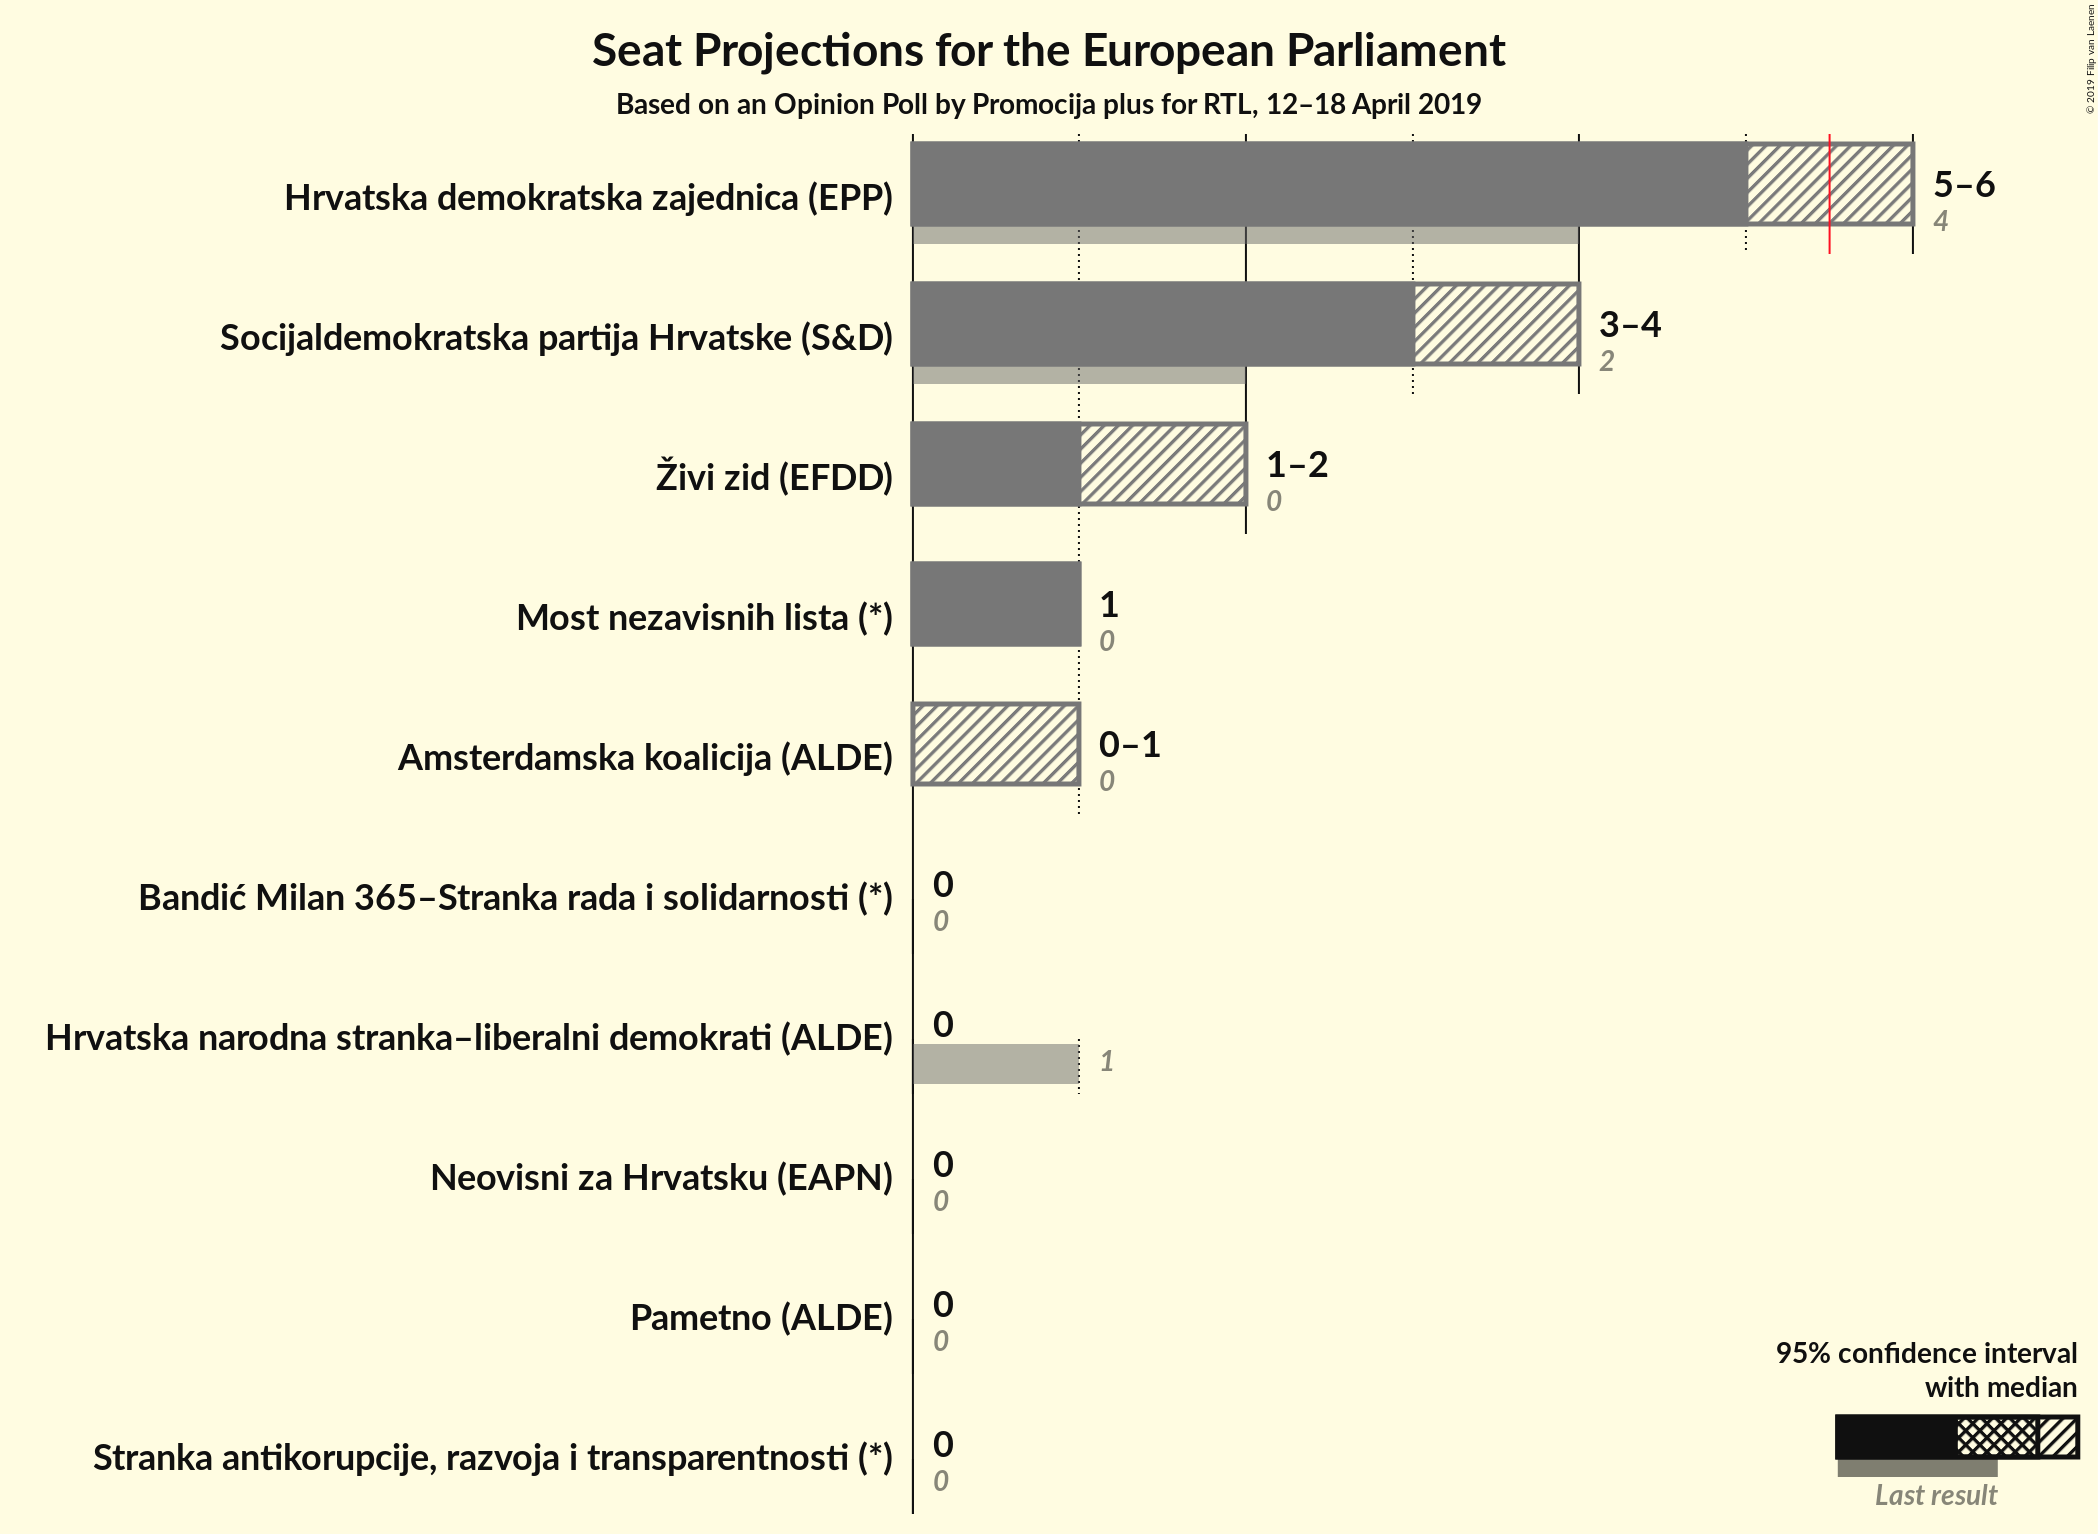 Seat Projections for the European Parliament
Based on an Opinion Poll by Promocija plus for RTL, 12–18 April 2019
© 2019 Filip van Laenen
Hrvatska demokratska zajednica (EPP)
5–6
4
Socijaldemokratska partija Hrvatske (S&D)
3–4
2
Živi zid (EFDD)
1–2
0
Most nezavisnih lista (*)
1
0
Amsterdamska koalicija (ALDE)
0–1
0
Bandić Milan 365–Stranka rada i solidarnosti (*)
0
0
Hrvatska narodna stranka–liberalni demokrati (ALDE)
0
1
Neovisni za Hrvatsku (EAPN)
0
0
Pametno (ALDE)
0
0
Stranka antikorupcije, razvoja i transparentnosti (*)
0
0
95% confidence interval
with median
Last result